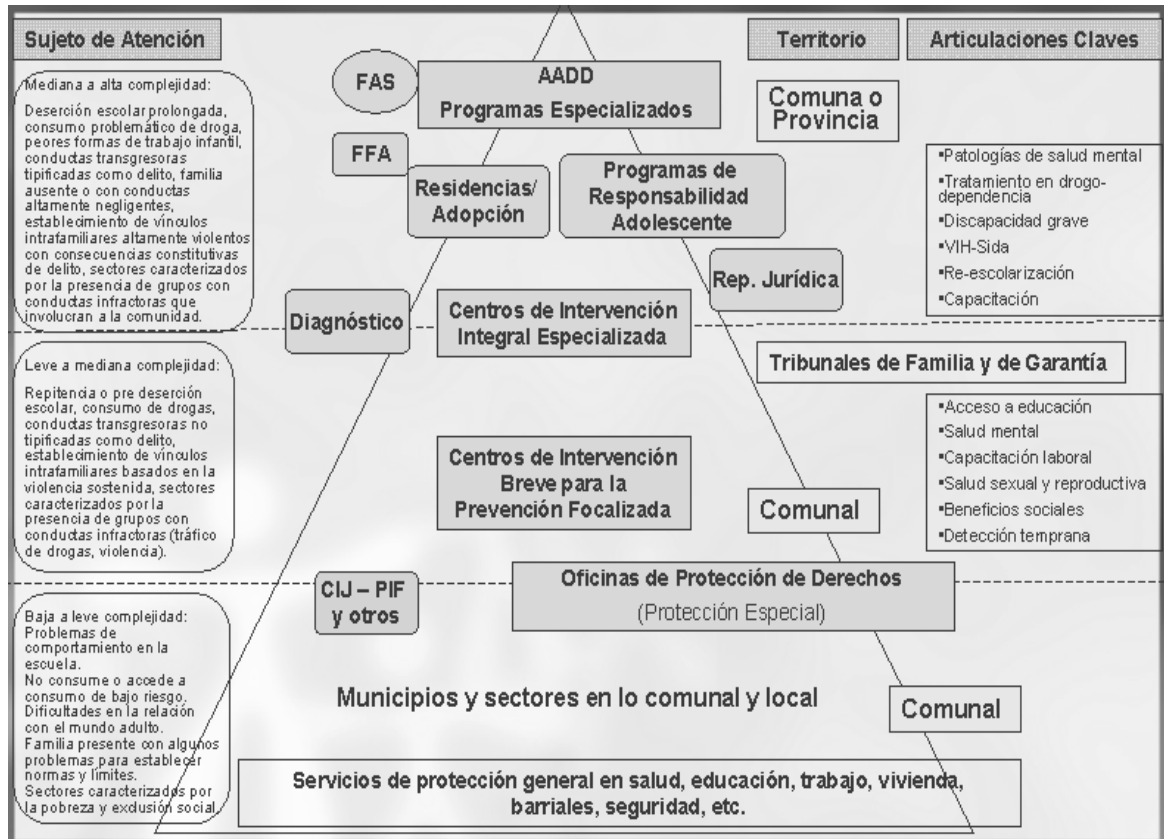 Sujeto de Atención
Territorio
Articulaciones Claves
Mediana a alta complejidad:
Deserción escolar prolongada,
consumo problemático de droga,
peores formas de trabajo infantil,
conductas transgresoras
tipificadas como delito, familia
ausente o con conductas
altamente negligentes,
establecimiento de vínculos
intrafamiliares altamente violentos
con consecuencias constitutivas
de delito, sectores caracterizados
por la presencia de grupos con
conductas infractoras que
involucran a la comunidad.
FAS
AADD
Programas Especializados
Comuna o
Provincia
FFA
Residencias/
Adopción
Programas de
Responsabilidad
Adolescente
▪Patologías de salud mental
▪Tratamiento en drogo-
dependencia
▪Discapacidad grave
▪VIH-Sida
▪Re-escolarización
▪Capacitación
Rep. Jurídica
Diagnóstico
Centros de Intervención
Integral Especializada
Leve a mediana complejidad:
Repitencia o pre deserción
escolar, consumo de drogas,
conductas transgresoras no
tipificadas como delito,
establecimiento de vínculos
intrafamiliares basados en la
violencia sostenida, sectores
caracterizados por la
presencia de grupos con
conductas infractoras (tráfico
de drogas, violencia).
Tribunales de Familia y de Garantía
▪Acceso a educación
▪Salud mental
▪Capacitación laboral
▪Salud sexual y reproductiva
▪Beneficios sociales
▪Detección temprana
Centros de Intervención
Breve para la
Prevención Focalizada
Comunal
CIJ – PIF
y otros
Oficinas de Protección de Derechos
(Protección Especial)
Baja a leve complejidad:
Problemas de
comportamiento en la
escuela.
No consume o accede a
consumo de bajo riesgo.
Dificultades en la relación
con el mundo adulto.
Familia presente con algunos
problemas para establecer
normas y límites.
Sectores caracterizados por
la pobreza y exclusión social
Municipios y sectores en lo comunal y local
Comunal
Servicios de protección general en salud, educación, trabajo, vivienda,
barriales, seguridad, etc.